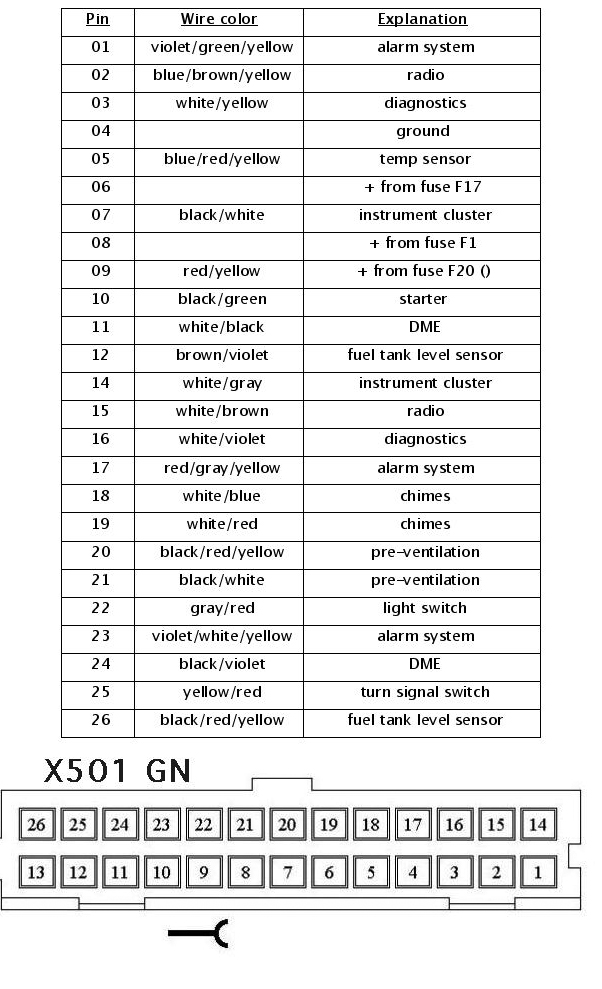 Pin Wire color Explanation
01 violet/green/yellow alarm system
02 blue/brown/yellow radio
03 white/yellow diagnostics
04 ground
05 blue/red/yellow temp sensor
06 + from fuse F17
07 black/white instrument cluster
08 + from fuse F1
09 red/yellow + from fuse F20 ()
10 black/green starter
11 white/black DME
12 brown/violet fuel tank level sensor
14 white/gray instrument cluster
15 white/brown radio
16 white/violet diagnostics
17 red/gray/yellow alarm system
18 white/blue chimes
19 white/red chimes
20 black/red/yellow pre-ventilation
21 black/white pre-ventilation
22 gray/red light switch
23 violet/white/yellow alarm system
24 black/violet DME
25 yellow/red turn signal switch
26 black/red/yellow fuel tank level sensor
X501 GN
26 25 24 23 22 21 20 19 18 17 16 15 14
13 12 11 10 9 8 7 6 5 4 3 2 1